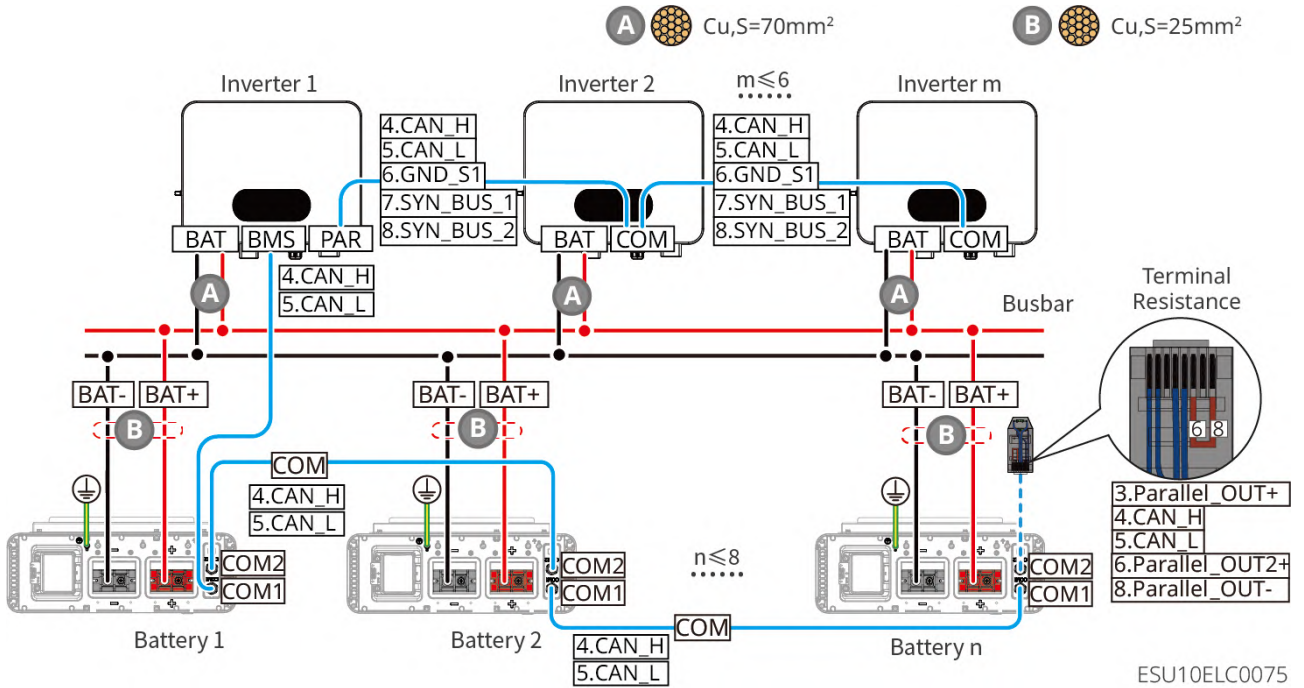 A Cu,S=70mm²
B Cu,S=25mm²
Inverter 1
Inverter 2
m≤6
Inverter m
4.CAN_H
5.CAN_L
6.GND_S1
7.SYN_BUS_1
8.SYN_BUS_2
4.CAN_H
5.CAN_L
6.GND_S1
7.SYN_BUS_1
8.SYN_BUS_2
BAT
BMS
PAR
BAT
COM
BAT
COM
4.CAN_H
5.CAN_L
A
A
A
Busbar
Terminal
Resistance
6 8
BAT-
BAT+
BAT-
BAT+
BAT-
BAT+
B
B
B
COM
4.CAN_H
5.CAN_L
3.Parallel_OUT+
4.CAN_H
5.CAN_L
6.Parallel_OUT2+
8.Parallel_OUT-
COM2
COM1
n≤8
COM2
COM1
COM2
COM1
Battery 1
Battery 2
COM
4.CAN_H
5.CAN_L
Battery n
ESU10ELC0075